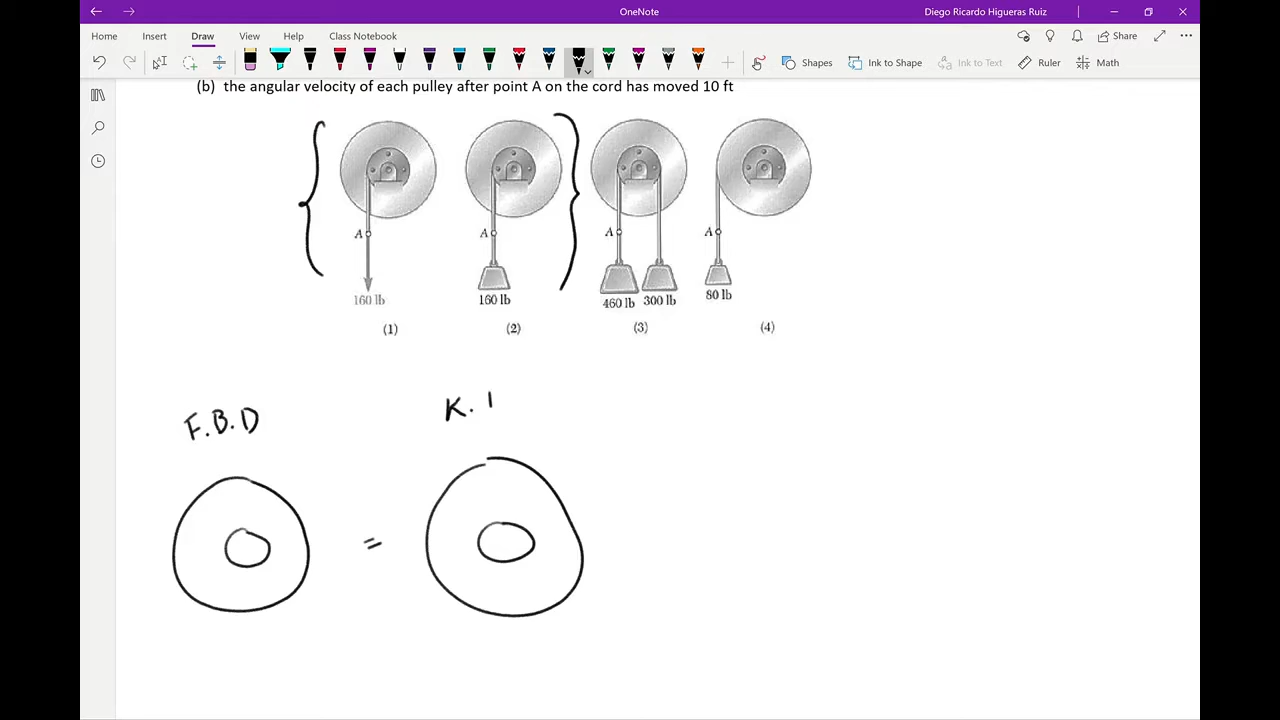 OneNote
Diego Ricardo Higueras Ruiz
Home Insert Draw View Help Class Notebook
Share
Shapes Ink to Shape Ink to Text Ruler Math
(b) the angular velocity of each pulley after point A on the cord has moved 10 ft
A A A A
160 lb 160 lb 460 lb 300 lb 80 lb
(1) (2) (3) (4)
F.B.D K. I
=